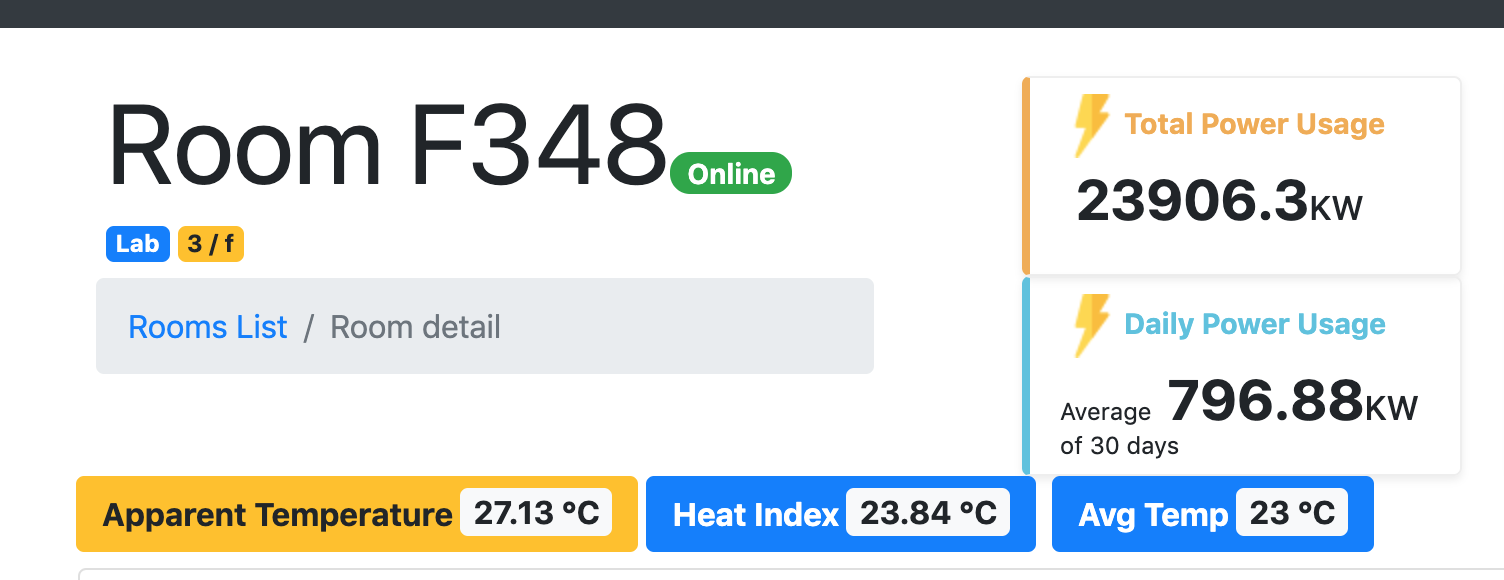 Room F348 Online
Lab 3 / f
Rooms List / Room detail
Total Power Usage
23906.3KW
Daily Power Usage
Average 796.88KW
of 30 days
Apparent Temperature 27.13 °C Heat Index 23.84 °C Avg Temp 23 °C